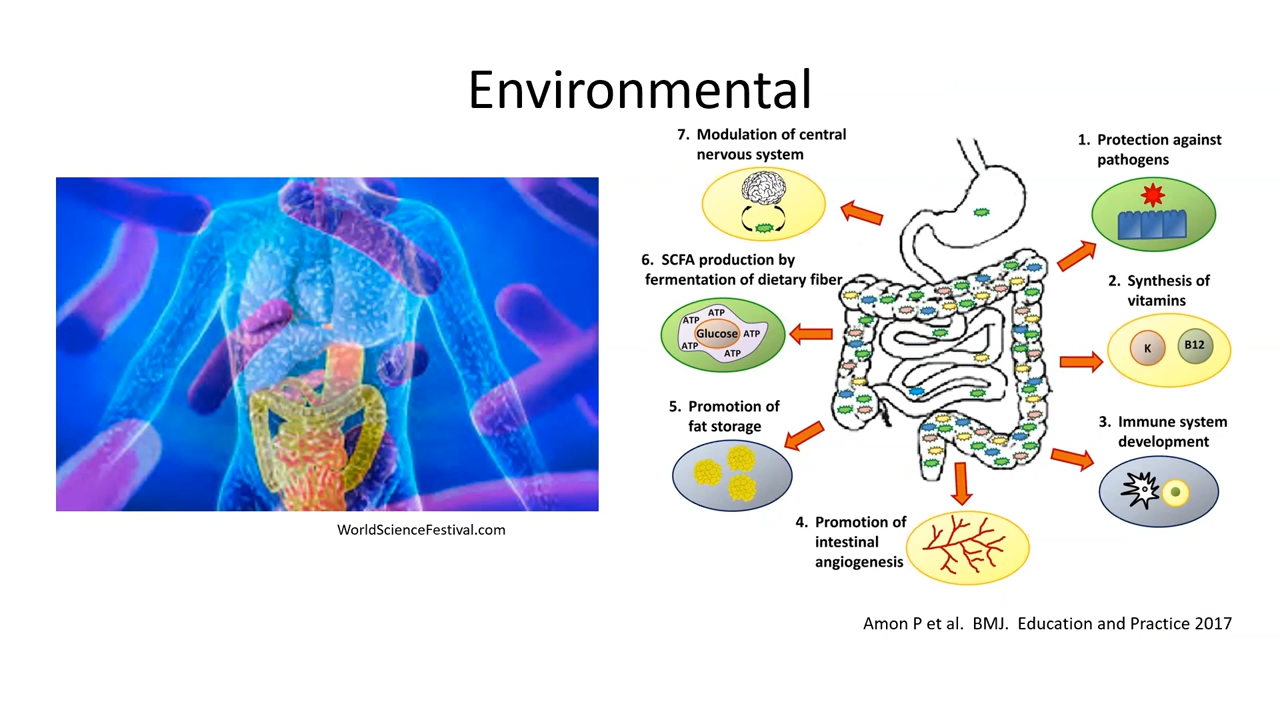 Environmental
WorldScienceFestival.com
7. Modulation of central
nervous system
6. SCFA production by
fermentation of dietary fiber
ATP
ATP
Glucose
ATP
ATP
ATP
5. Promotion of
fat storage
4. Promotion of
intestinal
angiogenesis
1. Protection against
pathogens
2. Synthesis of
vitamins
K
B12
3. Immune system
development
Amon P et al. BMJ. Education and Practice 2017